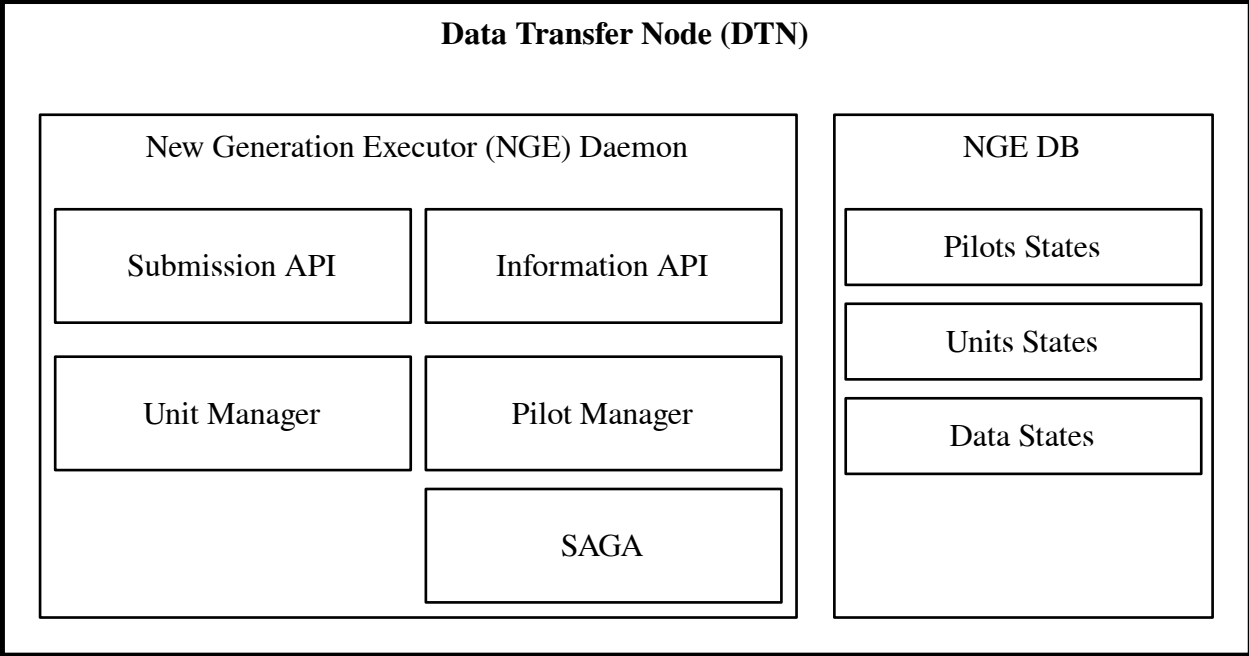 Data Transfer Node (DTN)
New Generation Executor (NGE) Daemon
Submission API
Information API
Unit Manager
Pilot Manager
SAGA
NGE DB
Pilots States
Units States
Data States